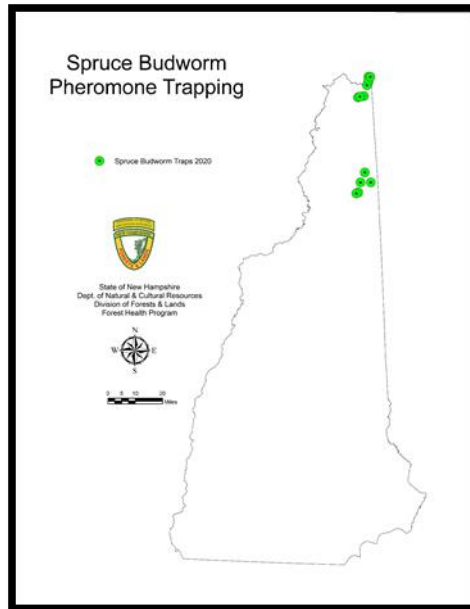 Spruce Budworm
Pheromone Trapping
Spruce Budworm Traps 2020
State of New Hampshire
Dept. of Natural & Cultural Resources
Division of Forests & Lands
Forest Health Program
N
W E
S
0 5 10 20
Miles